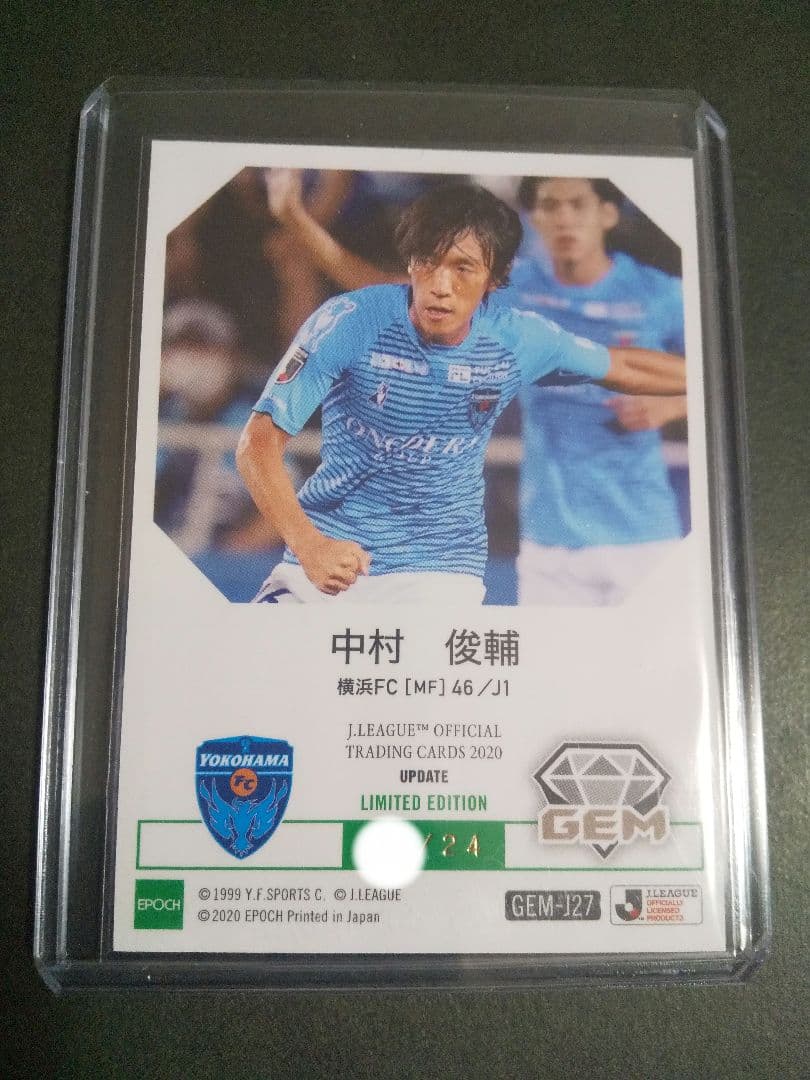 中村 俊輔
横浜FC [MF] 46/J1
J.LEAGUE™ OFFICIAL
TRADING CARDS 2020
UPDATE
LIMITED EDITION
YOKOHAMA
FC
GEM
/24
EPOCH
©1999 Y.F.SPORTS C. ©J.LEAGUE
©2020 EPOCH Printed in Japan
GEM-J27
J.LEAGUE
OFFICIALLY
LICENSED
PRODUCTS